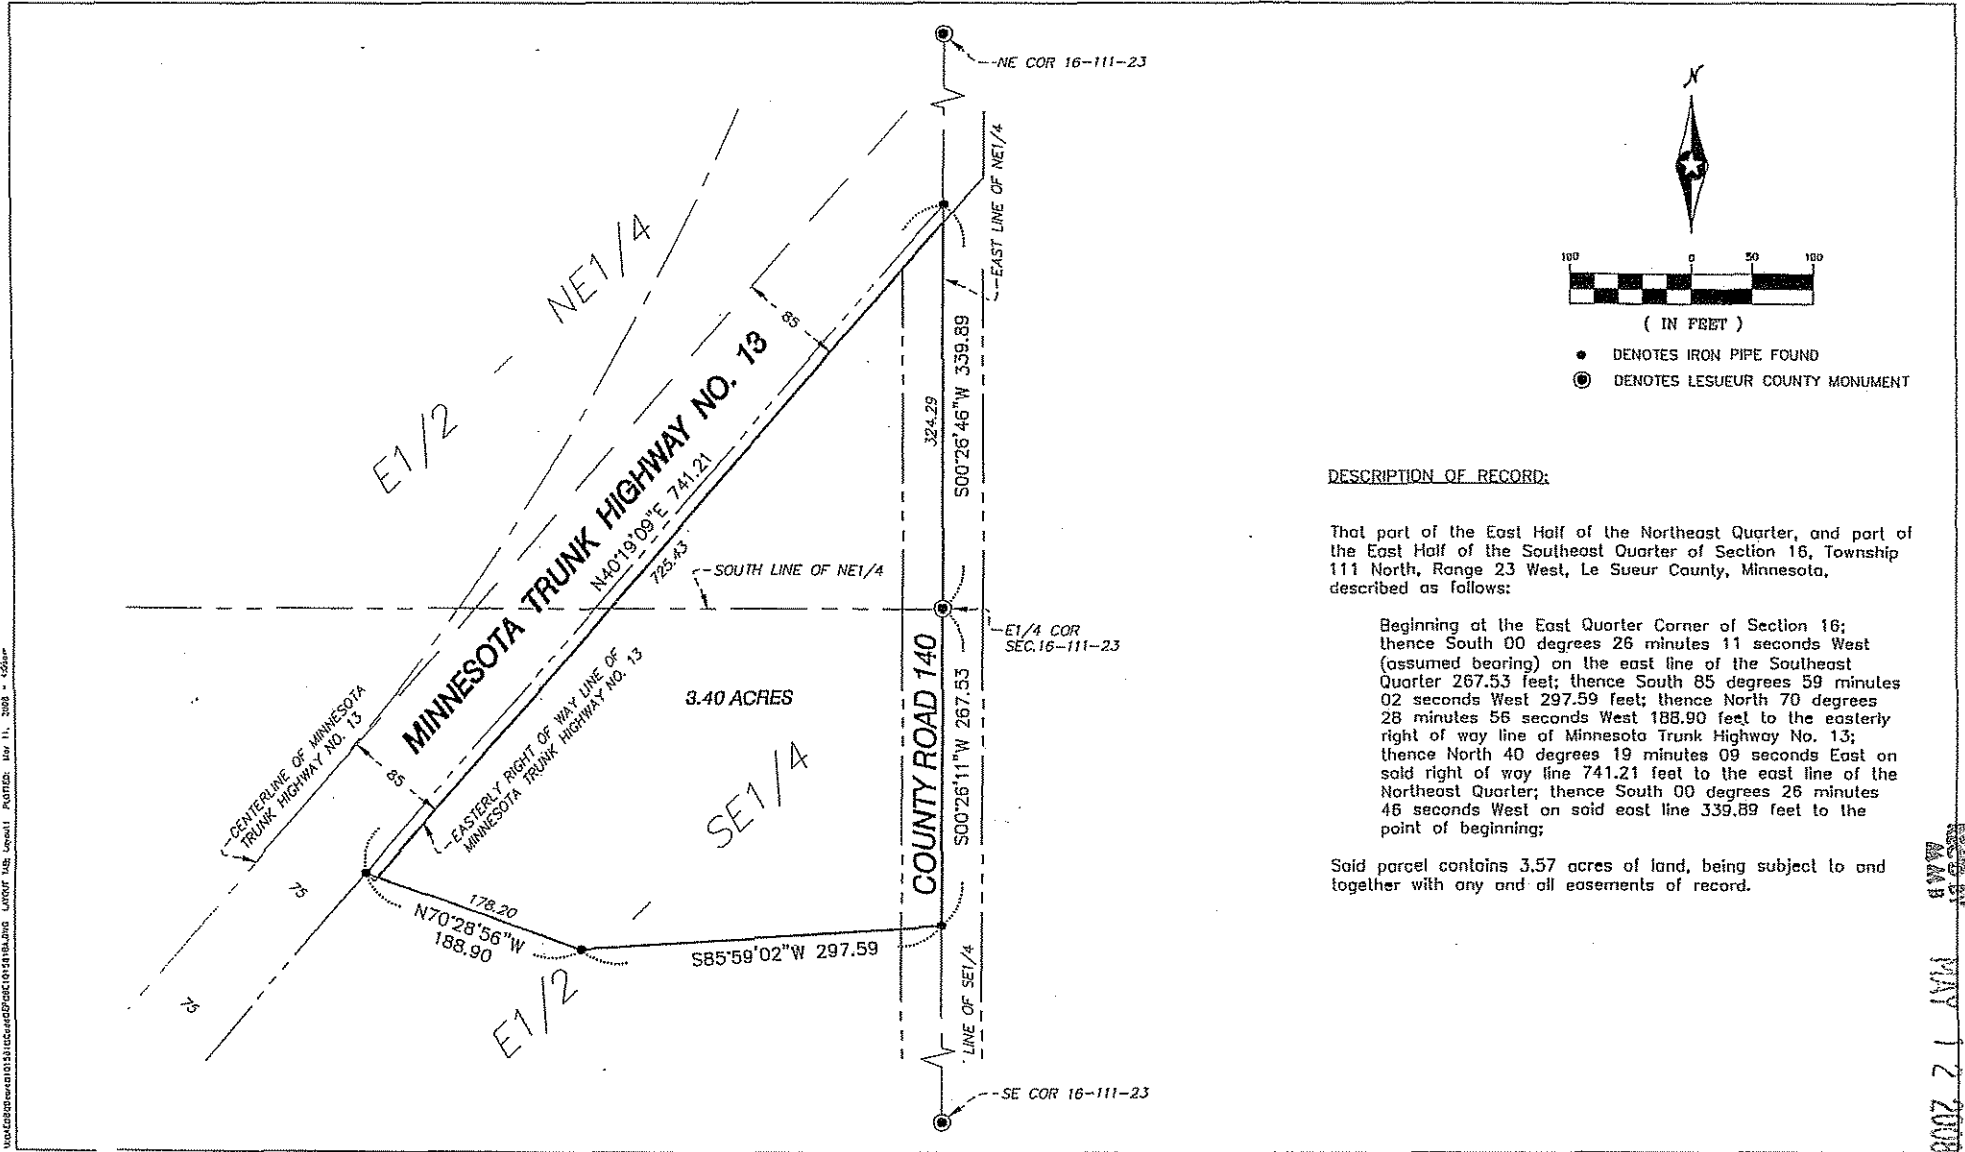 NE COR 16-111-23
N
EAST LINE OF NE1/4
NE1/4
85
100 0 50 100
( IN FEET )
DENOTES IRON PIPE FOUND
DENOTES LESUEUR COUNTY MONUMENT
MINNESOTA TRUNK HIGHWAY NO. 13
E1/2
324.29
S00°26'46"W 339.89
N40°19'09"E 741.21
725.43
SOUTH LINE OF NE1/4
E1/4 COR
SEC.16-111-23
3.40 ACRES
COUNTY ROAD 140
S00°26'11"W 267.53
CENTERLINE OF MINNESOTA
TRUNK HIGHWAY NO. 13
85
EASTERLY RIGHT OF WAY LINE OF
MINNESOTA TRUNK HIGHWAY NO. 13
SE1/4
75
75
178.20
N70°28'56"W
188.90
S85°59'02"W 297.59
E1/2
LINE OF SE1/4
SE COR 16-111-23
DESCRIPTION OF RECORD:
That part of the East Half of the Northeast Quarter, and part of
the East Half of the Southeast Quarter of Section 16, Township
111 North, Range 23 West, Le Sueur County, Minnesota,
described as follows:
Beginning at the East Quarter Corner of Section 16;
thence South 00 degrees 26 minutes 11 seconds West
(assumed bearing) on the east line of the Southeast
Quarter 267.53 feet; thence South 85 degrees 59 minutes
02 seconds West 297.59 feet; thence North 70 degrees
28 minutes 56 seconds West 188.90 feet to the easterly
right of way line of Minnesota Trunk Highway No. 13;
thence North 40 degrees 19 minutes 09 seconds East on
said right of way line 741.21 feet to the east line of the
Northeast Quarter; thence South 00 degrees 26 minutes
46 seconds West on said east line 339.89 feet to the
point of beginning;
Said parcel contains 3.57 acres of land, being subject to and
together with any and all easements of record.
MAY 12 2008